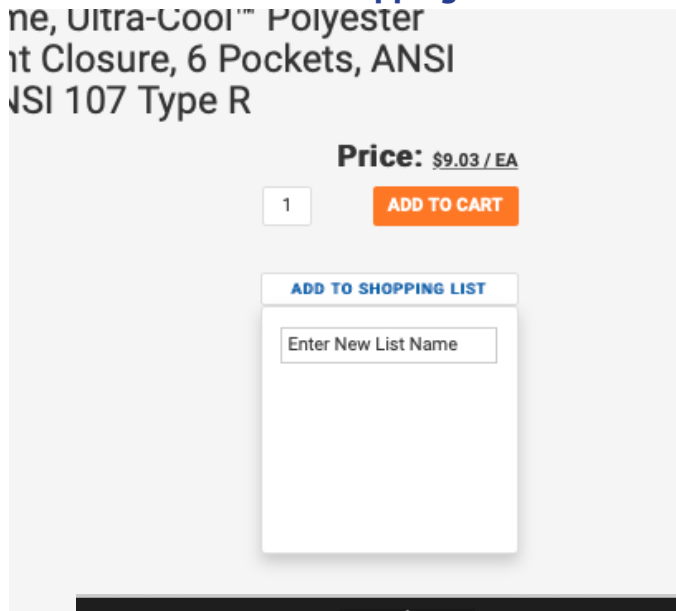 me, Ultra-Cool™ Polyester
nt Closure, 6 Pockets, ANSI
NSI 107 Type R
Price: $9.03 / EA
1
ADD TO CART
ADD TO SHOPPING LIST
Enter New List Name